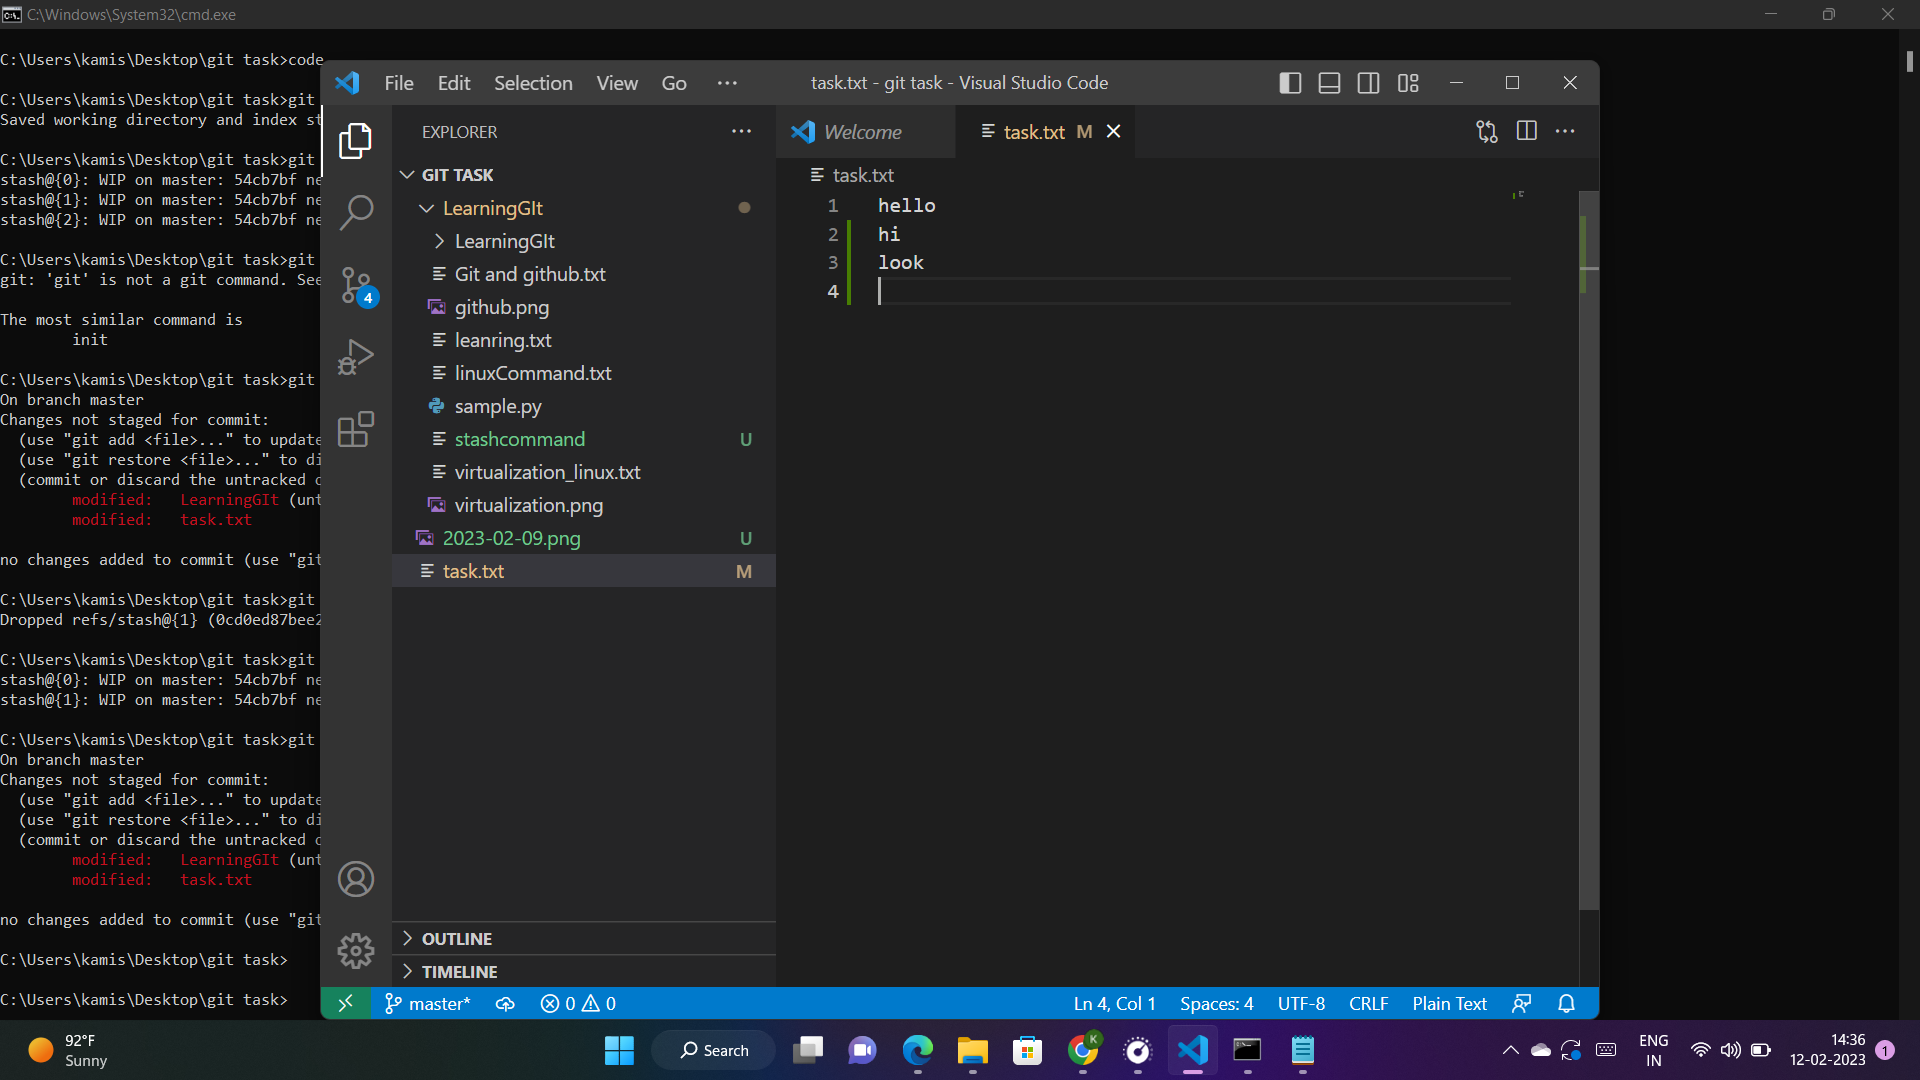 C:\Windows\System32\cmd.exe
C:\Users\kamis\Desktop\git task>code
C:\Users\kamis\Desktop\git task>git
Saved working directory and index st
C:\Users\kamis\Desktop\git task>git
stash@{0}: WIP on master: 54cb7bf ne
stash@{1}: WIP on master: 54cb7bf ne
stash@{2}: WIP on master: 54cb7bf ne
C:\Users\kamis\Desktop\git task>git
git: 'git' is not a git command. See
The most similar command is
init
C:\Users\kamis\Desktop\git task>git
On branch master
Changes not staged for commit:
(use "git add <file>..." to update
(use "git restore <file>..." to di
(commit or discard the untracked c
modified: LearningGIt (unt
modified: task.txt
no changes added to commit (use "git
C:\Users\kamis\Desktop\git task>git
Dropped refs/stash@{1} (0cd0ed87bee2
C:\Users\kamis\Desktop\git task>git
stash@{0}: WIP on master: 54cb7bf ne
stash@{1}: WIP on master: 54cb7bf ne
C:\Users\kamis\Desktop\git task>git
On branch master
Changes not staged for commit:
(use "git add <file>..." to update
(use "git restore <file>..." to di
(commit or discard the untracked c
modified: LearningGIt (unt
modified: task.txt
no changes added to commit (use "git
C:\Users\kamis\Desktop\git task>
C:\Users\kamis\Desktop\git task>
File Edit Selection View Go ··· task.txt - git task - Visual Studio Code
4
EXPLORER ···
GIT TASK
LearningGIt
LearningGIt
Git and github.txt
github.png
leanring.txt
linuxCommand.txt
sample.py
stashcommand U
virtualization_linux.txt
virtualization.png
2023-02-09.png U
task.txt M
OUTLINE
TIMELINE
Welcome task.txt M
task.txt
1 hello
2 hi
3 look
4
master* 0 0 Ln 4, Col 1 Spaces: 4 UTF-8 CRLF Plain Text
92°F
Sunny
Search
K
ENG
IN
14:36
12-02-2023
1